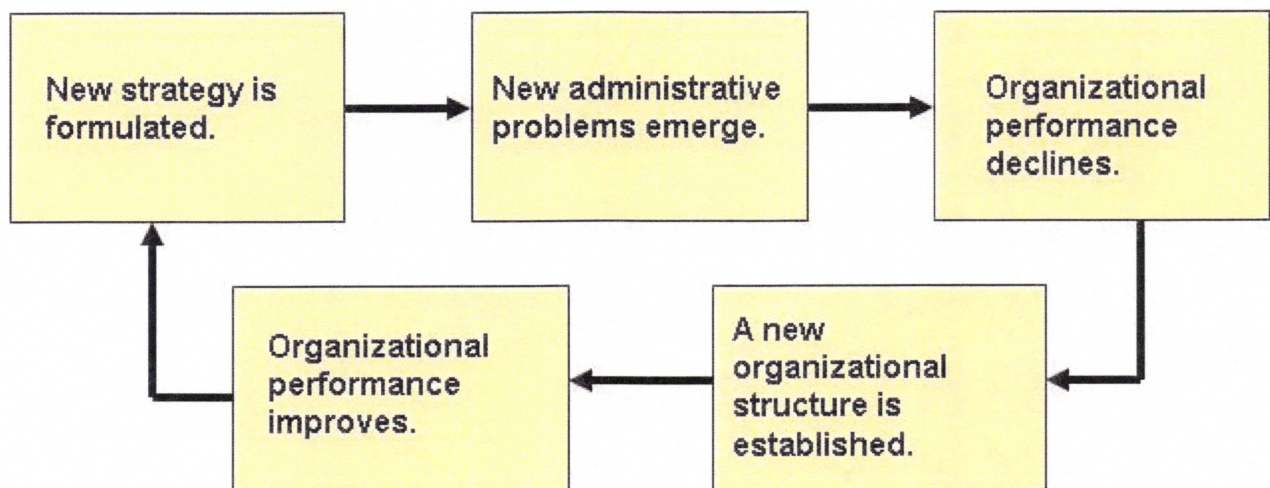 New strategy is
formulated.
New administrative
problems emerge.
Organizational
performance
declines.
A new
organizational
structure is
established.
Organizational
performance
improves.